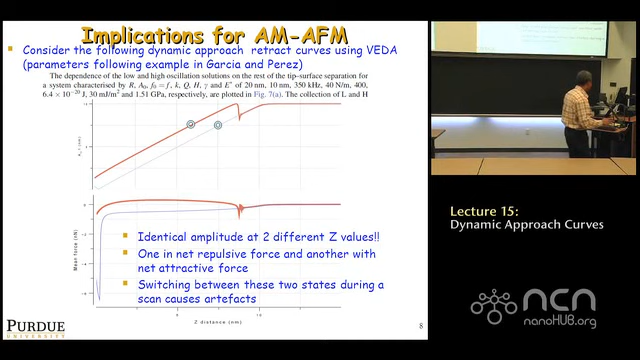 Implications for AM-AFM
Consider the following dynamic approach retract curves using VEDA
(parameters following example in Garcia and Perez)
The dependence of the low and high oscillation solutions on the rest of the tip–surface separation for
a system characterised by R, A₀, f₀ = f, k, Q, H, γ and E* of 20 nm, 10 nm, 350 kHz, 40 N/m, 400,
6.4 × 10⁻²⁰ J, 30 mJ/m² and 1.51 GPa, respectively, are plotted in Fig. 7(a). The collection of L and H
Mean force (nN)
Identical amplitude at 2 different Z values!!
One in net repulsive force and another with
net attractive force
Switching between these two states during a
scan causes artefacts
Z distance (nm)
PURDUE
UNIVERSITY
8
Lecture 15:
Dynamic Approach Curves
ncn
nanoHUB.org